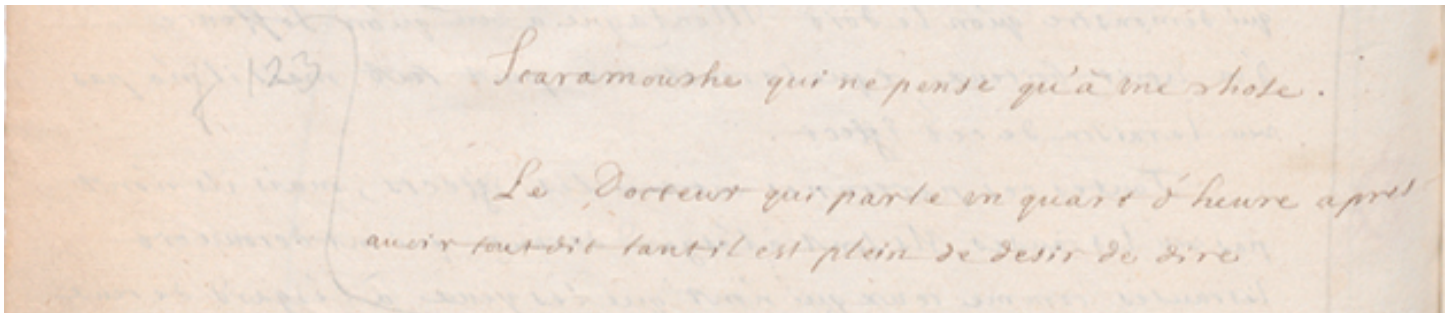 123
Scaramouche qui ne pense qu'a une chose.
Le Docteur qui parle un quart d'heure apres
avoir tout dit tant il est plein de desir de dire